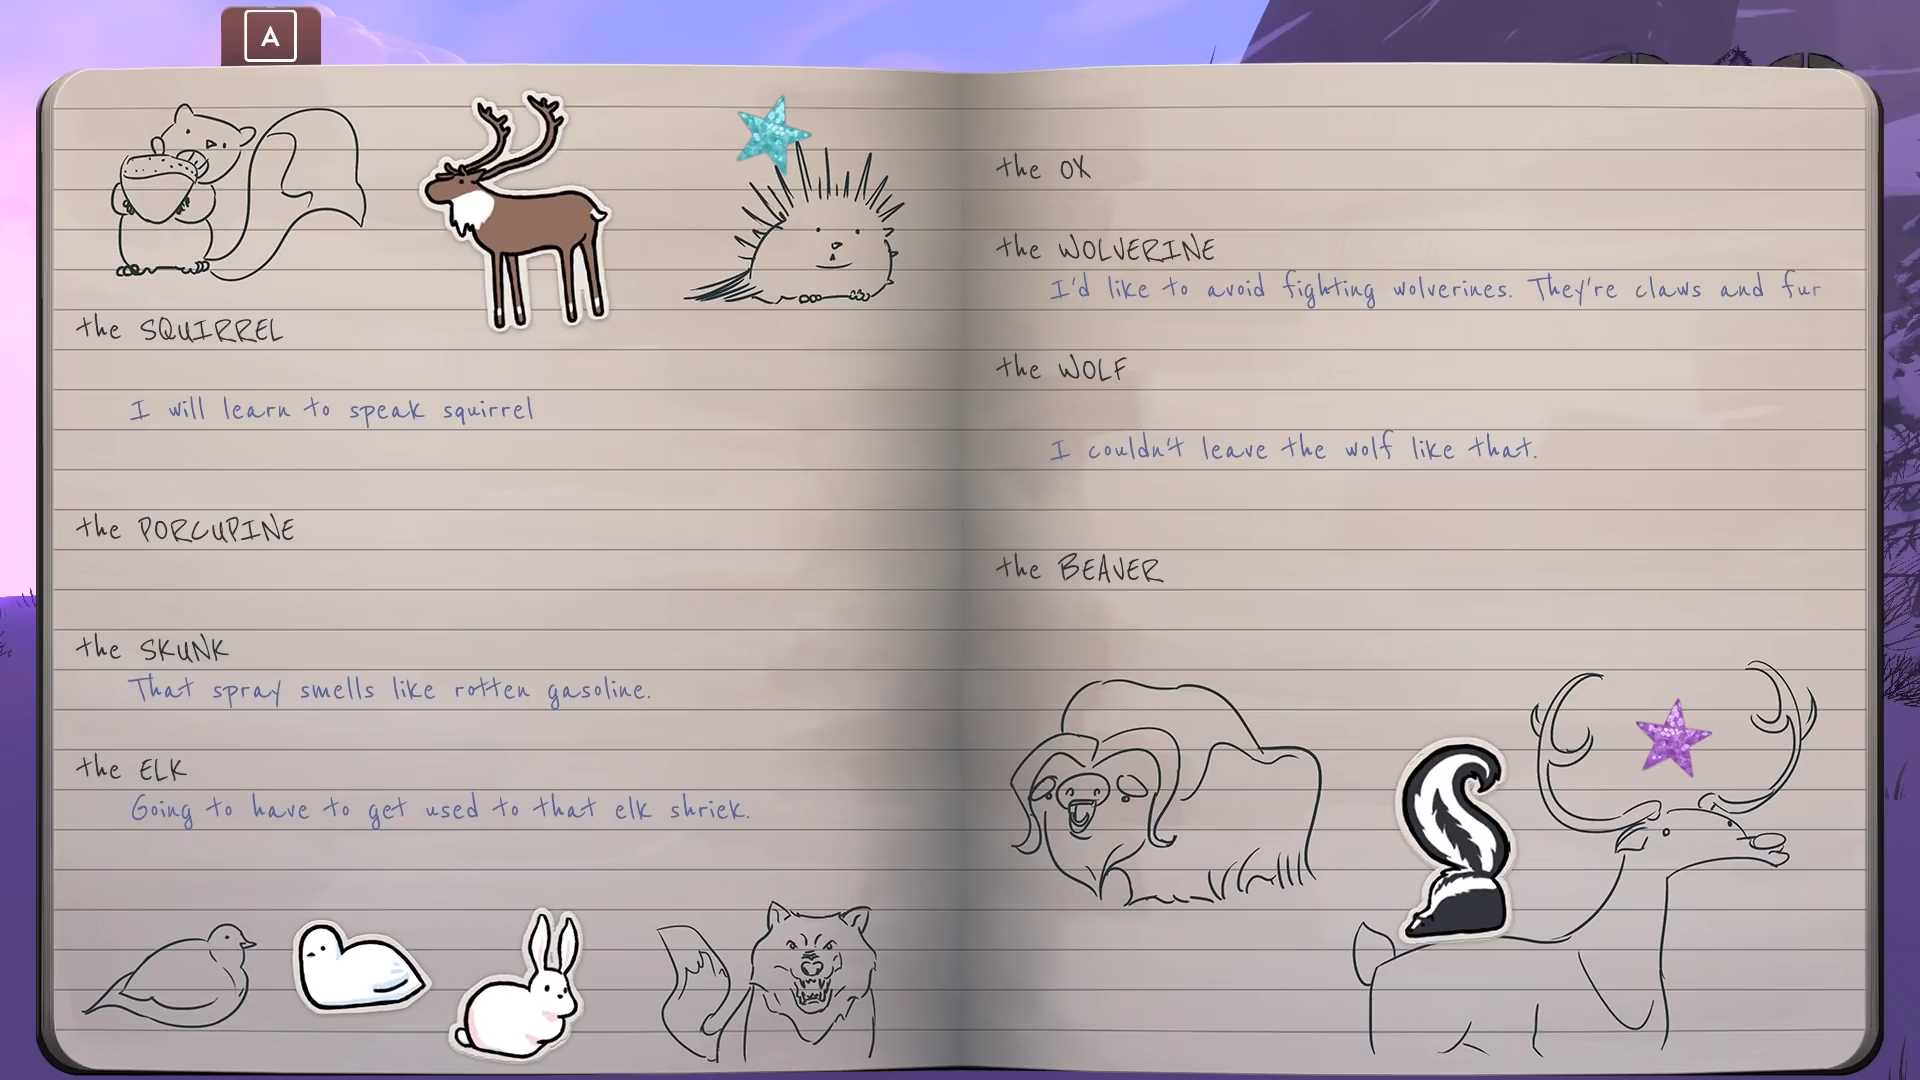 A
the SQUIRREL
I will learn to speak squirrel
the PORCUPINE
the SKUNK
That spray smells like rotten gasoline.
the ELK
Going to have to get used to that elk shriek.
the OX
the WOLVERINE
I'd like to avoid fighting wolverines. They're claws and fur
the WOLF
I couldn't leave the wolf like that.
the BEAVER